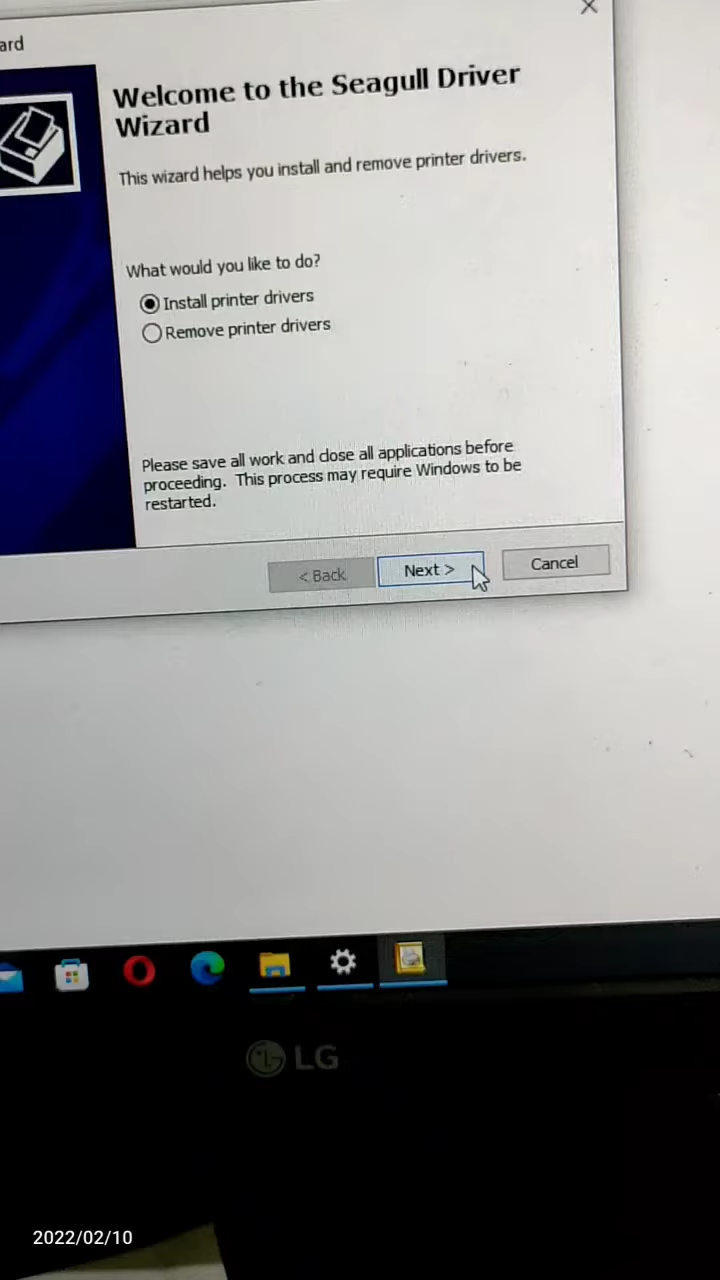 ard
Welcome to the Seagull Driver
Wizard
This wizard helps you install and remove printer drivers.
What would you like to do?
Install printer drivers
Remove printer drivers
Please save all work and close all applications before
proceeding. This process may require Windows to be
restarted.
< Back
Next >
Cancel
LG
2022/02/10